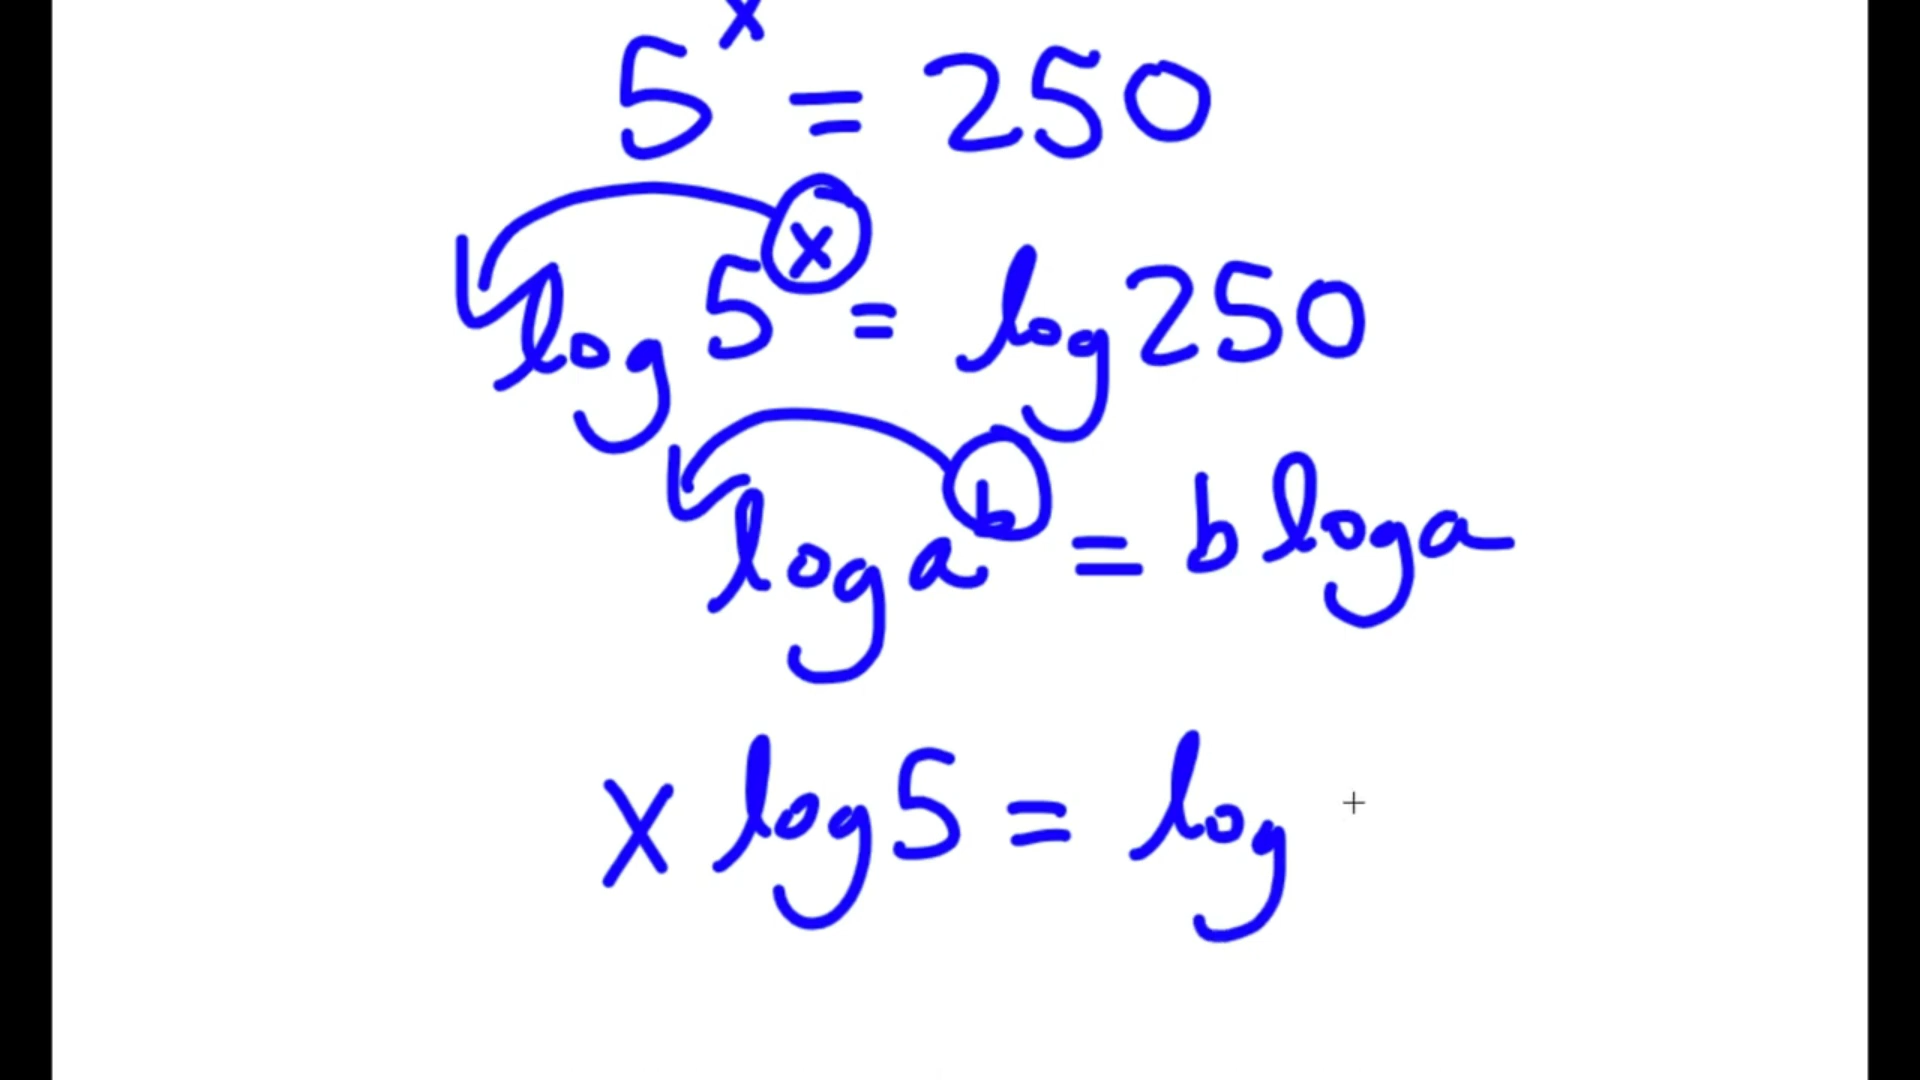 5^x = 250
log 5^x = log 250
log a^b = b log a
x log 5 = log